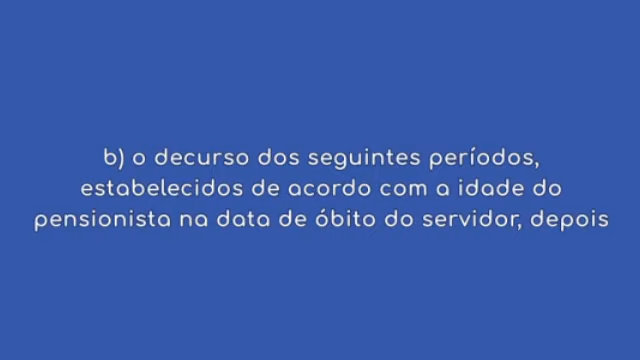 b) o decurso dos seguintes períodos,
estabelecidos de acordo com a idade do
pensionista na data de óbito do servidor, depois